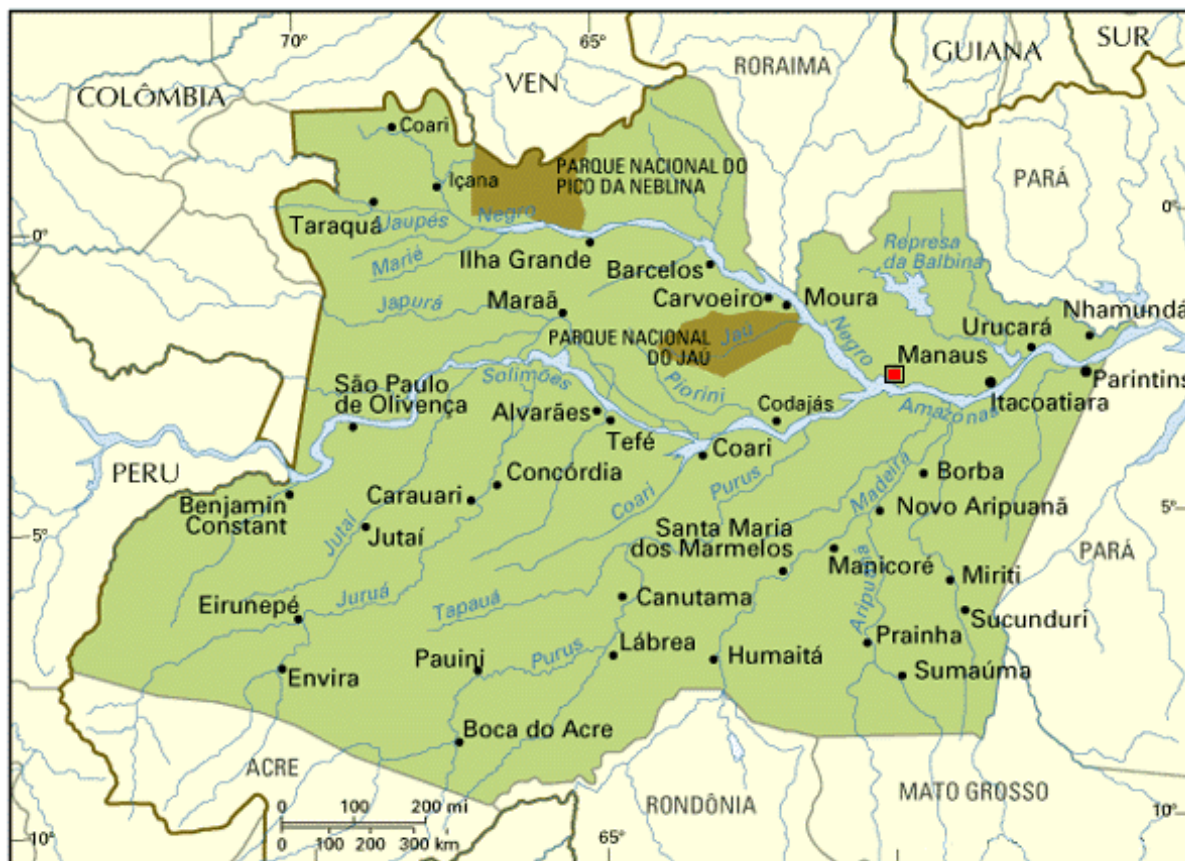 70°
65°
VEN
RORAIMA
GUIANA
SUR
COLÔMBIA
Coari
PARQUE NACIONAL DO
PICO DA NEBLINA
PARÁ
Içana
Taraquá
Uaupés
Negro
0°
0°
Marié
Ilha Grande
Barcelos
Represa
da Balbina
Japurá
Maraã
Carvoeiro
Moura
Nhamundá
PARQUE NACIONAL
DO JAÚ
Jaú
Negro
Urucará
Manaus
Parintins
São Paulo
de Olivença
Solimões
Piorini
Alvarães
Codajás
Amazonas
Itacoatiara
Tefé
Coari
PERU
Concórdia
Purus
Madeira
Borba
Benjamin
Constant
Carauari
Coari
Novo Aripuanã
5°
5°
Jutaí
Jutaí
Santa Maria
dos Marmelos
Manicoré
PARÁ
Miriti
Eirunepé
Juruá
Tapauá
Canutama
Aripuanã
Sucunduri
Envira
Pauini
Purus
Lábrea
Humaitá
Prainha
Sumaúma
Boca do Acre
ACRE
RONDÔNIA
MATO GROSSO
0 100 200 mi
0 100 200 300 km
10°
10°
65°